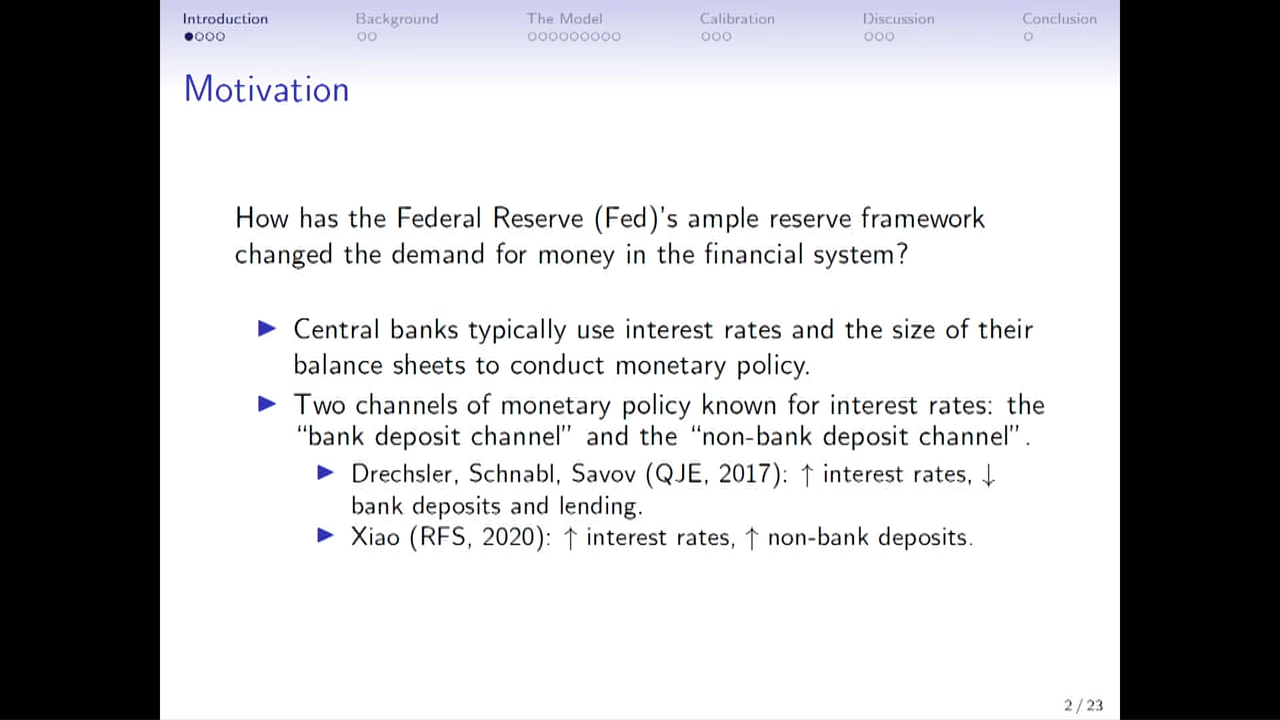 Introduction Background The Model Calibration Discussion Conclusion
Motivation
How has the Federal Reserve (Fed)'s ample reserve framework
changed the demand for money in the financial system?
▶ Central banks typically use interest rates and the size of their
balance sheets to conduct monetary policy.
▶ Two channels of monetary policy known for interest rates: the
“bank deposit channel” and the “non-bank deposit channel”.
▶ Drechsler, Schnabl, Savov (QJE, 2017): ↑ interest rates, ↓
bank deposits and lending.
▶ Xiao (RFS, 2020): ↑ interest rates, ↑ non-bank deposits.
2 / 23